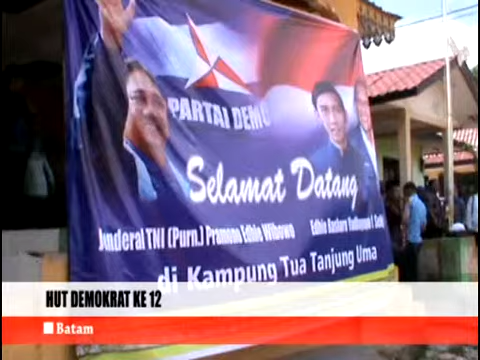 PARTAI DEMO
Selamat Datang
Jenderal TNI (Purn.) Pramono Edhie Wibowo
Edhie Baskoro Yudhoyono
di Kampung Tua Tanjung Uma
HUT DEMOKRAT KE 12
Batam